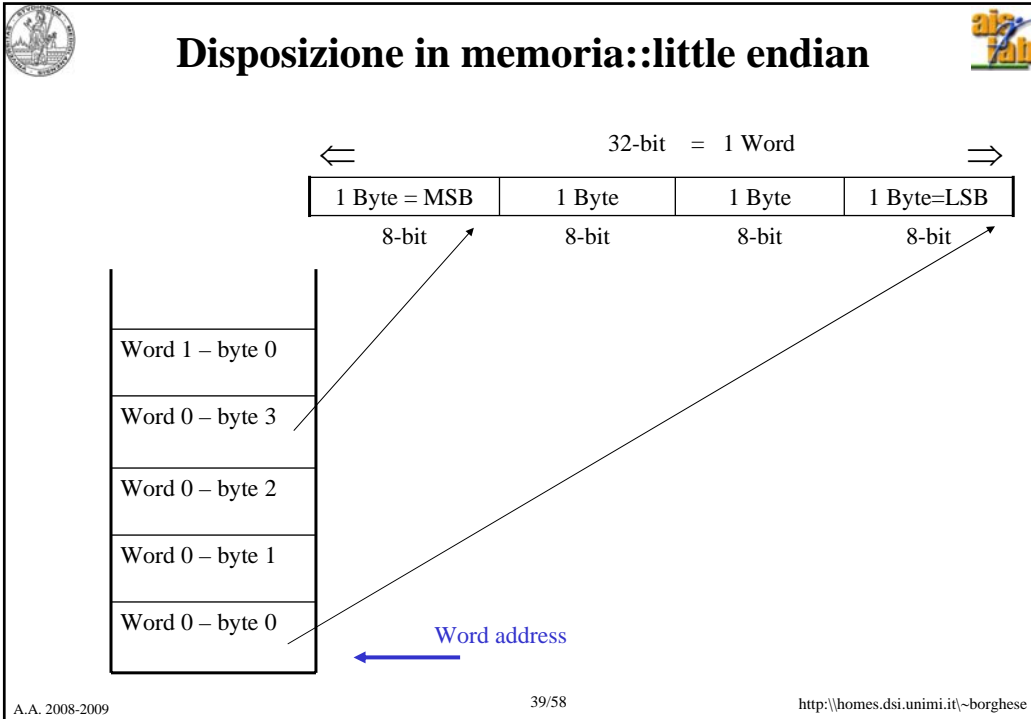 Disposizione in memoria::little endian
32-bit = 1 Word
1 Byte = MSB 1 Byte 1 Byte 1 Byte=LSB
8-bit 8-bit 8-bit 8-bit
Word 1 – byte 0
Word 0 – byte 3
Word 0 – byte 2
Word 0 – byte 1
Word 0 – byte 0
Word address
A.A. 2008-2009 39/58 http:\\homes.dsi.unimi.it\~borghese